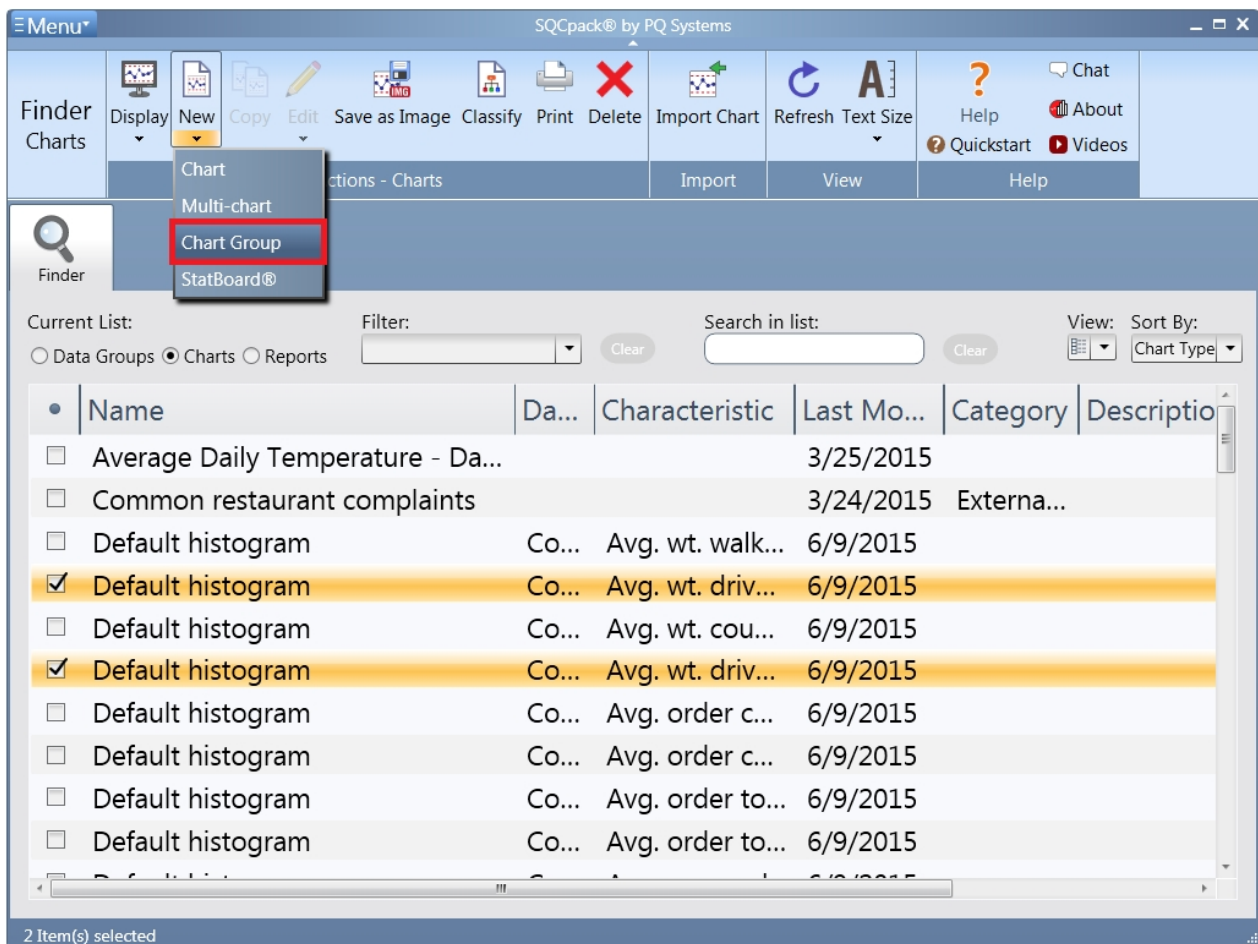 Menu
SQCpack® by PQ Systems
Finder
Charts
Display New Copy Edit Save as Image Classify Print Delete Import Chart Refresh Text Size
Help
Quickstart
Chat
About
Videos
ctions - Charts Import View Help
Chart
Multi-chart
Chart Group
StatBoard®
IMG
Finder
Current List: Filter: Search in list: View: Sort By:
Data Groups Charts Reports Clear Clear Chart Type
Name Da... Characteristic Last Mo... Category Descriptio
Average Daily Temperature - Da... 3/25/2015
Common restaurant complaints 3/24/2015 Externa...
Default histogram Co... Avg. wt. walk... 6/9/2015
Default histogram Co... Avg. wt. driv... 6/9/2015
Default histogram Co... Avg. wt. cou... 6/9/2015
Default histogram Co... Avg. wt. driv... 6/9/2015
Default histogram Co... Avg. order c... 6/9/2015
Default histogram Co... Avg. order c... 6/9/2015
Default histogram Co... Avg. order to... 6/9/2015
Default histogram Co... Avg. order to... 6/9/2015
2 Item(s) selected